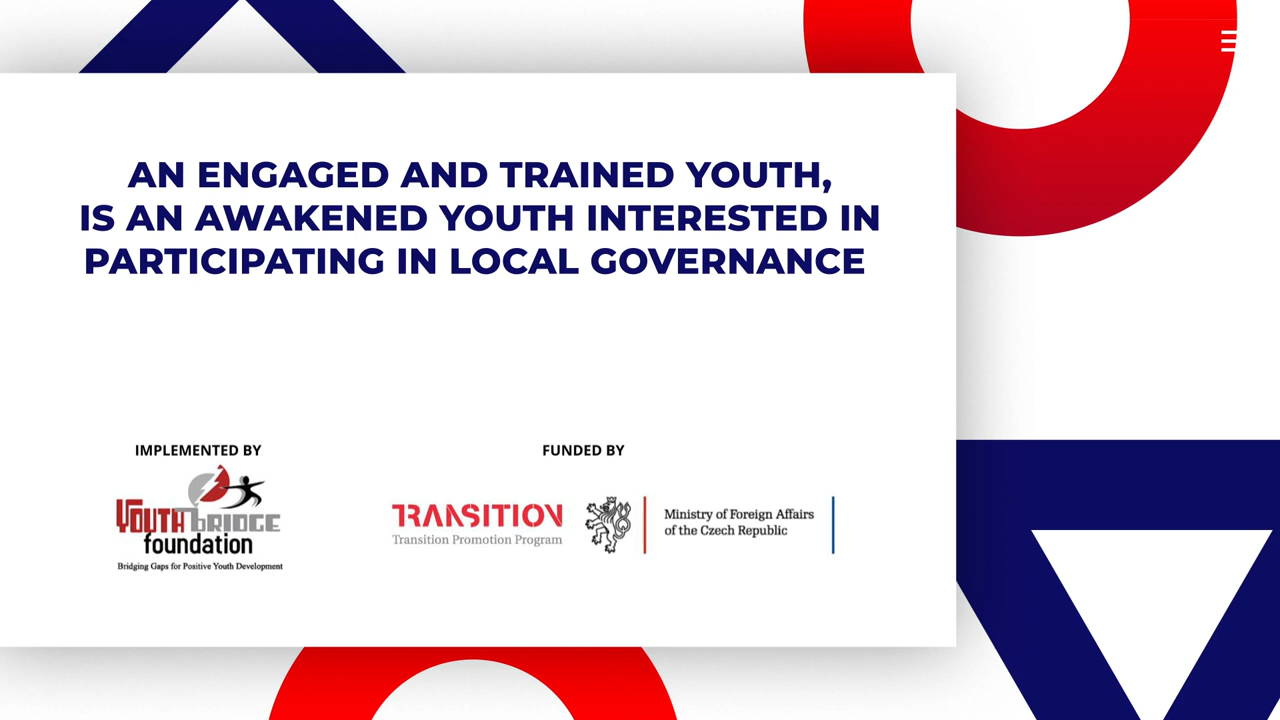 AN ENGAGED AND TRAINED YOUTH,
IS AN AWAKENED YOUTH INTERESTED IN
PARTICIPATING IN LOCAL GOVERNANCE
IMPLEMENTED BY
YOUTH BRIDGE
foundation
Bridging Gaps for Positive Youth Development
FUNDED BY
TRANSITION
Transition Promotion Program
Ministry of Foreign Affairs
of the Czech Republic